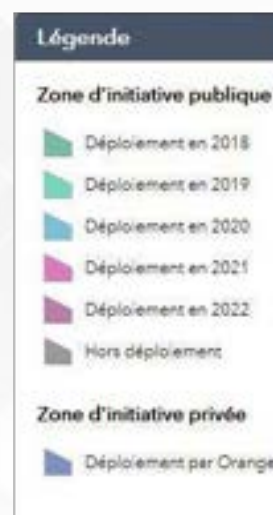 Légende
Zone d'initiative publique
Déploiement en 2018
Déploiement en 2019
Déploiement en 2020
Déploiement en 2021
Déploiement en 2022
Hors déploiement
Zone d'initiative privée
Déploiement par Orange